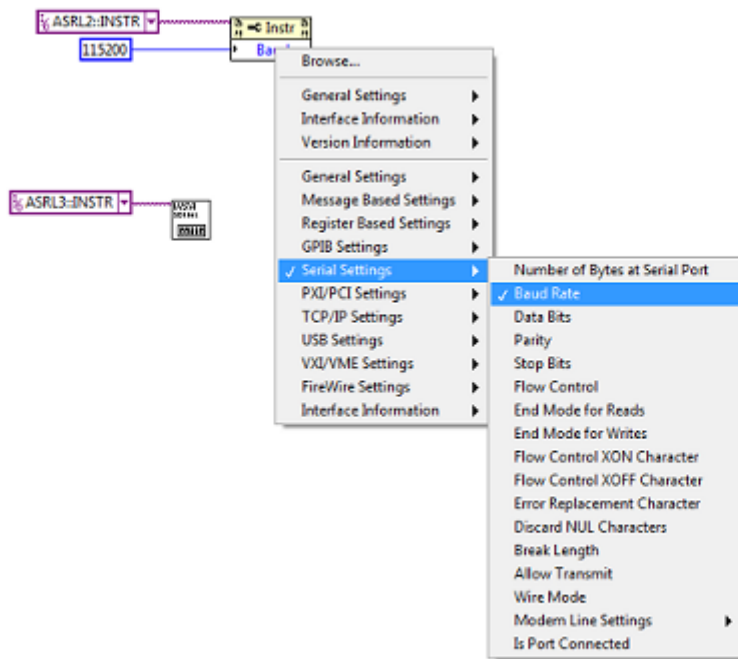 ASRL2::INSTR
Instr
115200
Baud
Browse...
General Settings
Interface Information
Version Information
General Settings
Message Based Settings
Register Based Settings
GPIB Settings
Serial Settings
PXI/PCI Settings
TCP/IP Settings
USB Settings
VXI/VME Settings
FireWire Settings
Interface Information
ASRL3::INSTR
Number of Bytes at Serial Port
Baud Rate
Data Bits
Parity
Stop Bits
Flow Control
End Mode for Reads
End Mode for Writes
Flow Control XON Character
Flow Control XOFF Character
Error Replacement Character
Discard NUL Characters
Break Length
Allow Transmit
Wire Mode
Modem Line Settings
Is Port Connected